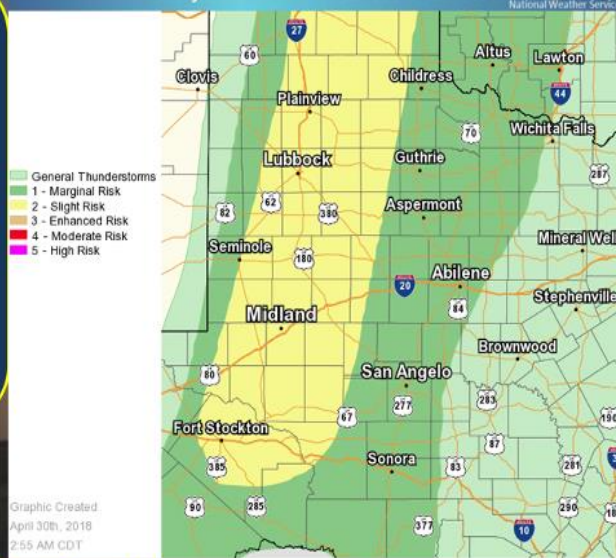 National Weather Servic
General Thunderstorms
1 - Marginal Risk
2 - Slight Risk
3 - Enhanced Risk
4 - Moderate Risk
5 - High Risk
27
60
Altus
Lawton
Clovis
Childress
44
Plainview
70
Wichita Falls
Lubbock
Guthrie
287
62
Aspermont
82
380
Seminole
180
Mineral Well
20
Abilene
84
Stephenville
Midland
Brownwood
80
San Angelo
277
283
67
190
Fort Stockton
87
385
Sonora
83
281
90
285
290
18
377
10
Graphic Created
April 30th, 2018
2:55 AM CDT